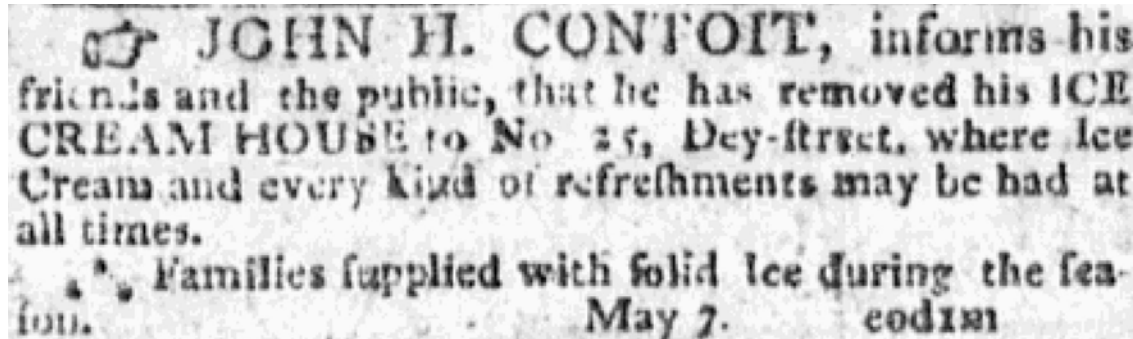 ☞ JOHN H. CONTOIT, informs his
friends and the public, that he has removed his ICE
CREAM HOUSE to No 25, Dey-ſtreet, where Ice
Cream and every kind of refreſhments may be had at
all times.
⁂ Families ſupplied with ſolid Ice during the ſea-
ſon. May 7. eod1m